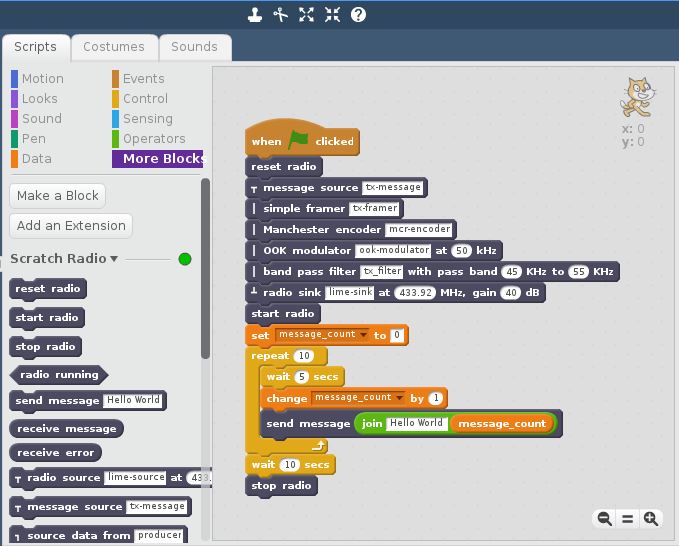 Scripts Costumes Sounds
Motion Events
Looks Control
Sound Sensing
Pen Operators
Data More Blocks
Make a Block
Add an Extension
Scratch Radio
reset radio
start radio
stop radio
radio running
send message Hello World
receive message
receive error
radio source lime-source at 433.
message source tx-message
source data from producer
x: 0
y: 0
when clicked
reset radio
message source tx-message
simple framer tx-framer
Manchester encoder mcr-encoder
OOK modulator ook-modulator at 50 kHz
band pass filter tx_filter with pass band 45 KHz to 55 KHz
radio sink lime-sink at 433.92 MHz, gain 40 dB
start radio
set message_count to 0
repeat 10
wait 5 secs
change message_count by 1
send message join Hello World message_count
wait 10 secs
stop radio